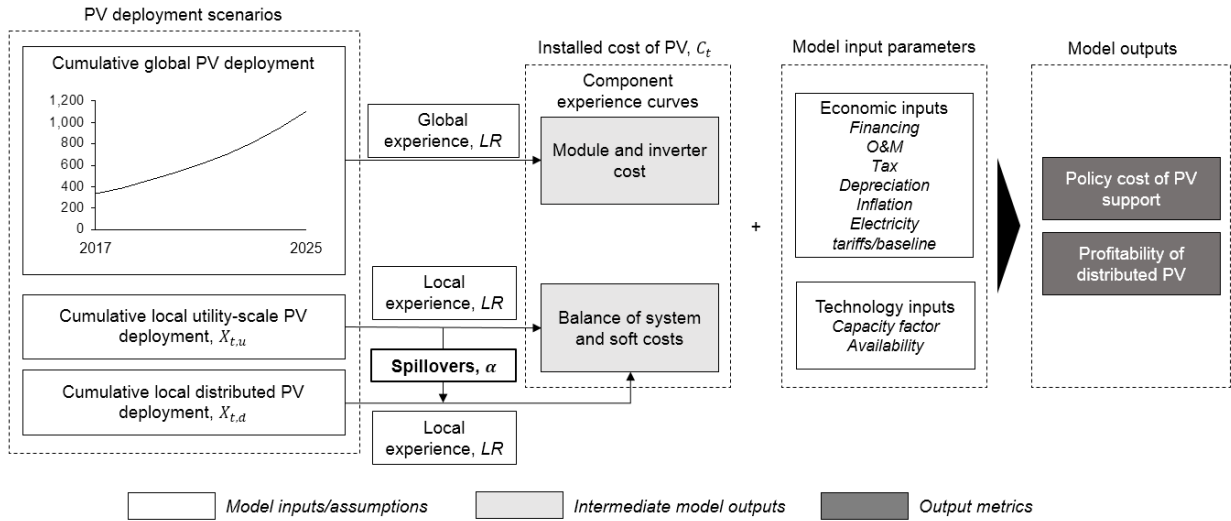 PV deployment scenarios
Cumulative global PV deployment
1,200
1,000
800
600
400
200
0
2017
2025
Cumulative local utility-scale PV
deployment, X_{t,u}
Cumulative local distributed PV
deployment, X_{t,d}
Global
experience, LR
Local
experience, LR
Spillovers, α
Local
experience, LR
Installed cost of PV, C_t
Component
experience curves
Module and inverter
cost
Balance of system
and soft costs
+
Model input parameters
Economic inputs
Financing
O&M
Tax
Depreciation
Inflation
Electricity
tariffs/baseline
Technology inputs
Capacity factor
Availability
Model outputs
Policy cost of PV
support
Profitability of
distributed PV
Model inputs/assumptions
Intermediate model outputs
Output metrics